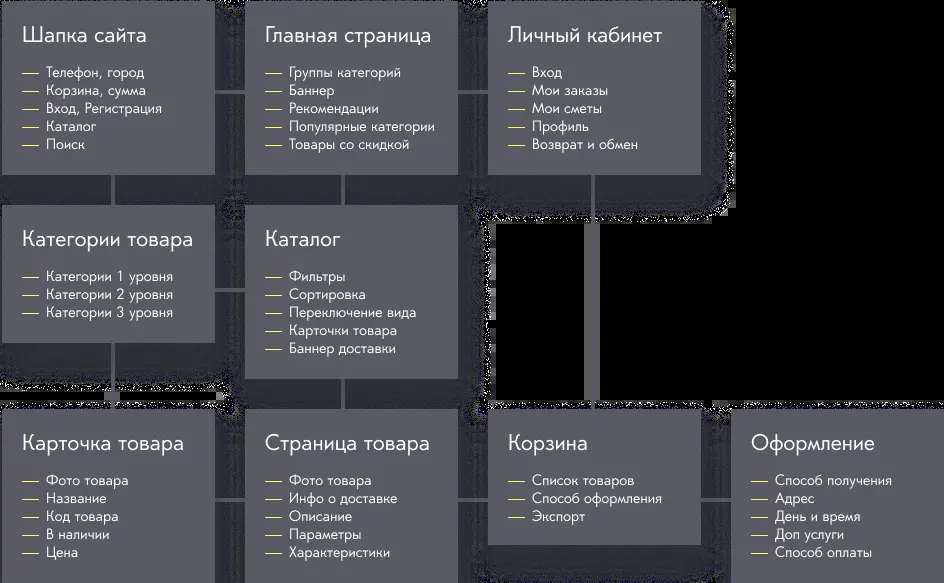 Шапка сайта
— Телефон, город
— Корзина, сумма
— Вход, Регистрация
— Каталог
— Поиск
Главная страница
— Группы категорий
— Баннер
— Рекомендации
— Популярные категории
— Товары со скидкой
Личный кабинет
— Вход
— Мои заказы
— Мои сметы
— Профиль
— Возврат и обмен
Категории товара
— Категории 1 уровня
— Категории 2 уровня
— Категории 3 уровня
Каталог
— Фильтры
— Сортировка
— Переключение вида
— Карточки товара
— Баннер доставки
Карточка товара
— Фото товара
— Название
— Код товара
— В наличии
— Цена
Страница товара
— Фото товара
— Инфо о доставке
— Описание
— Параметры
— Характеристики
Корзина
— Список товаров
— Способ оформления
— Экспорт
Оформление
— Способ получения
— Адрес
— День и время
— Доп услуги
— Способ оплаты